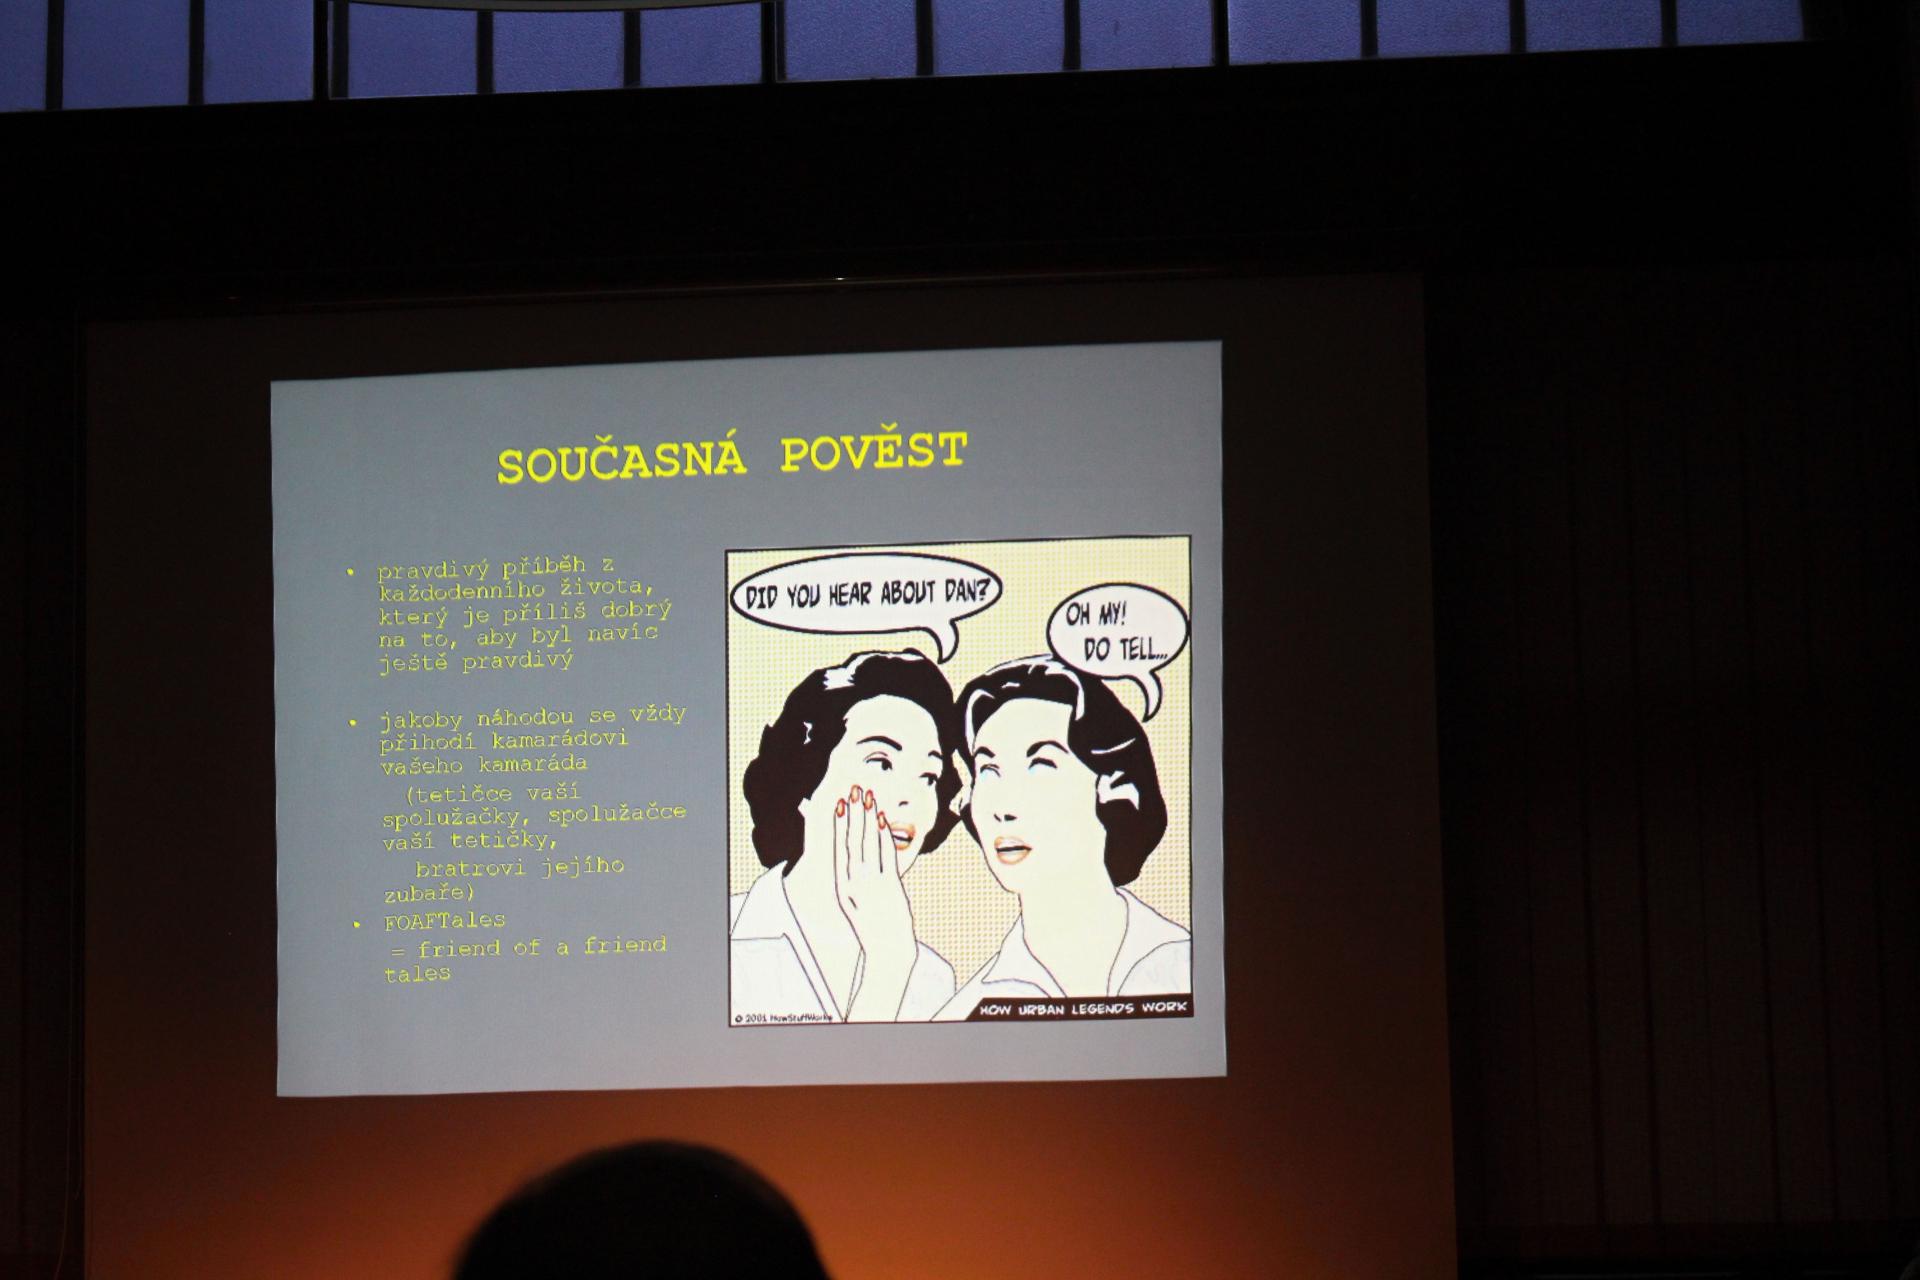 SOUČASNÁ POVĚST
• pravdivý příběh z
každodenního života,
který je příliš dobrý
na to, aby byl navíc
ještě pravdivý
• jakoby náhodou se vždy
přihodí kamarádovi
vašeho kamaráda
(tetičce vaší
spolužačky, spolužačce
vaší tetičky,
bratrovi jejího
zubaře)
• FOAFTales
= friend of a friend
tales
DID YOU HEAR ABOUT DAN?
OH MY!
DO TELL...
© 2001 HowStuffWorks
HOW URBAN LEGENDS WORK